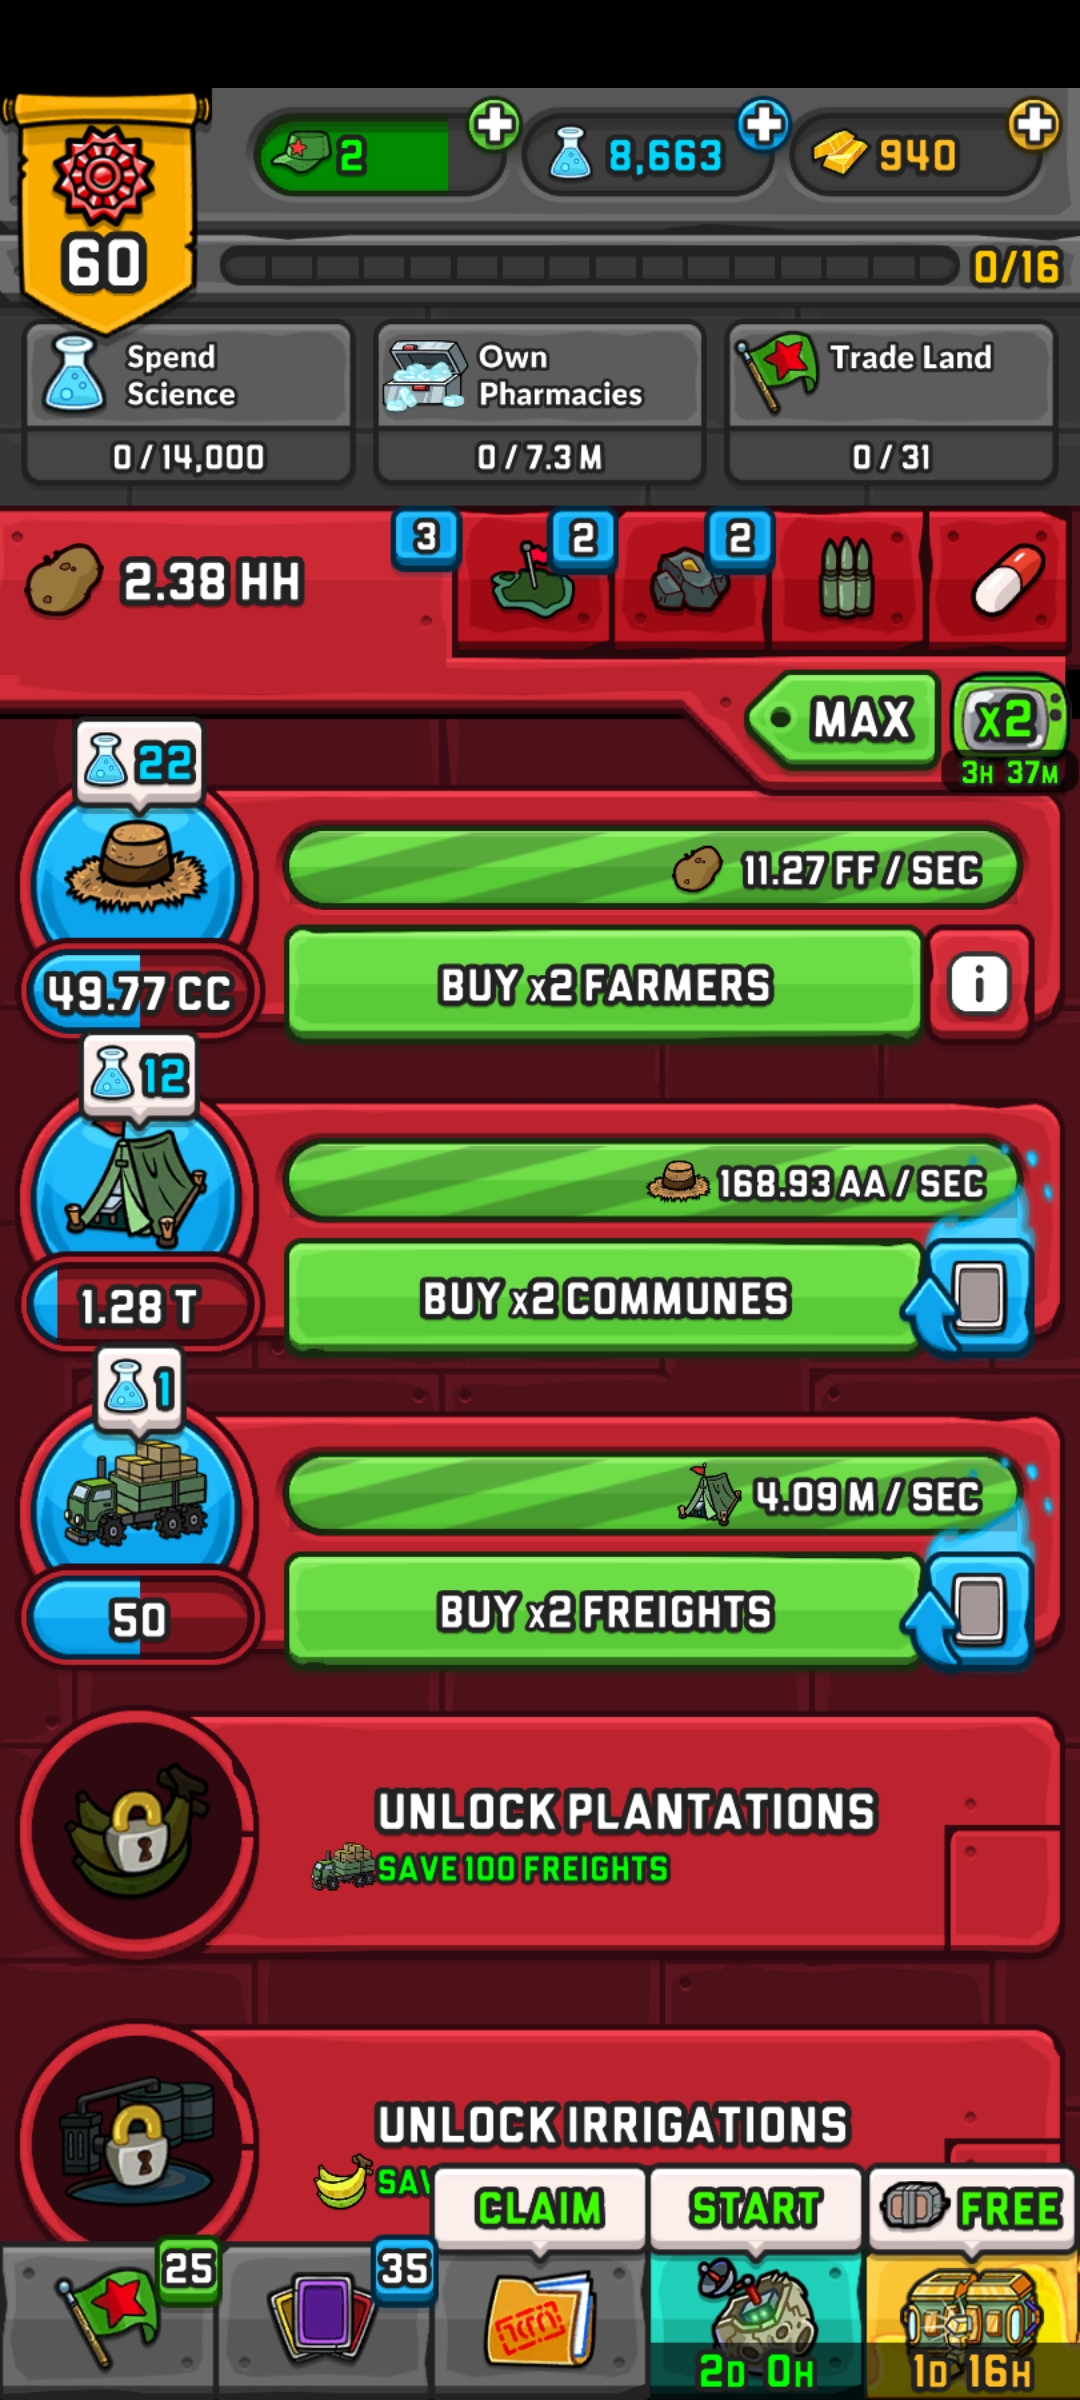 2
8,663
940
60
0/16
Spend
Science
0/14,000
Own
Pharmacies
0/7.3 M
Trade Land
0/31
2.38 HH
3
2
2
MAX
x2
3H 37M
22
11.27 FF/SEC
49.77 CC
BUY x2 FARMERS
i
12
168.93 AA/SEC
1.28 T
BUY x2 COMMUNES
1
4.09 M/SEC
50
BUY x2 FREIGHTS
UNLOCK PLANTATIONS
SAVE 100 FREIGHTS
UNLOCK IRRIGATIONS
CLAIM
START
FREE
25
35
2D 0H
1D 16H